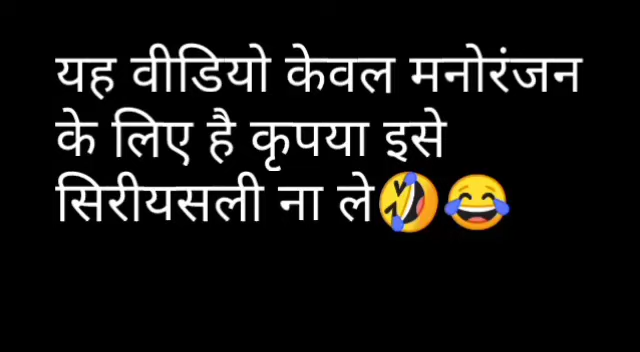 यह वीडियो केवल मनोरंजन
के लिए है कृपया इसे
सिरीयसली ना ले🤣😂